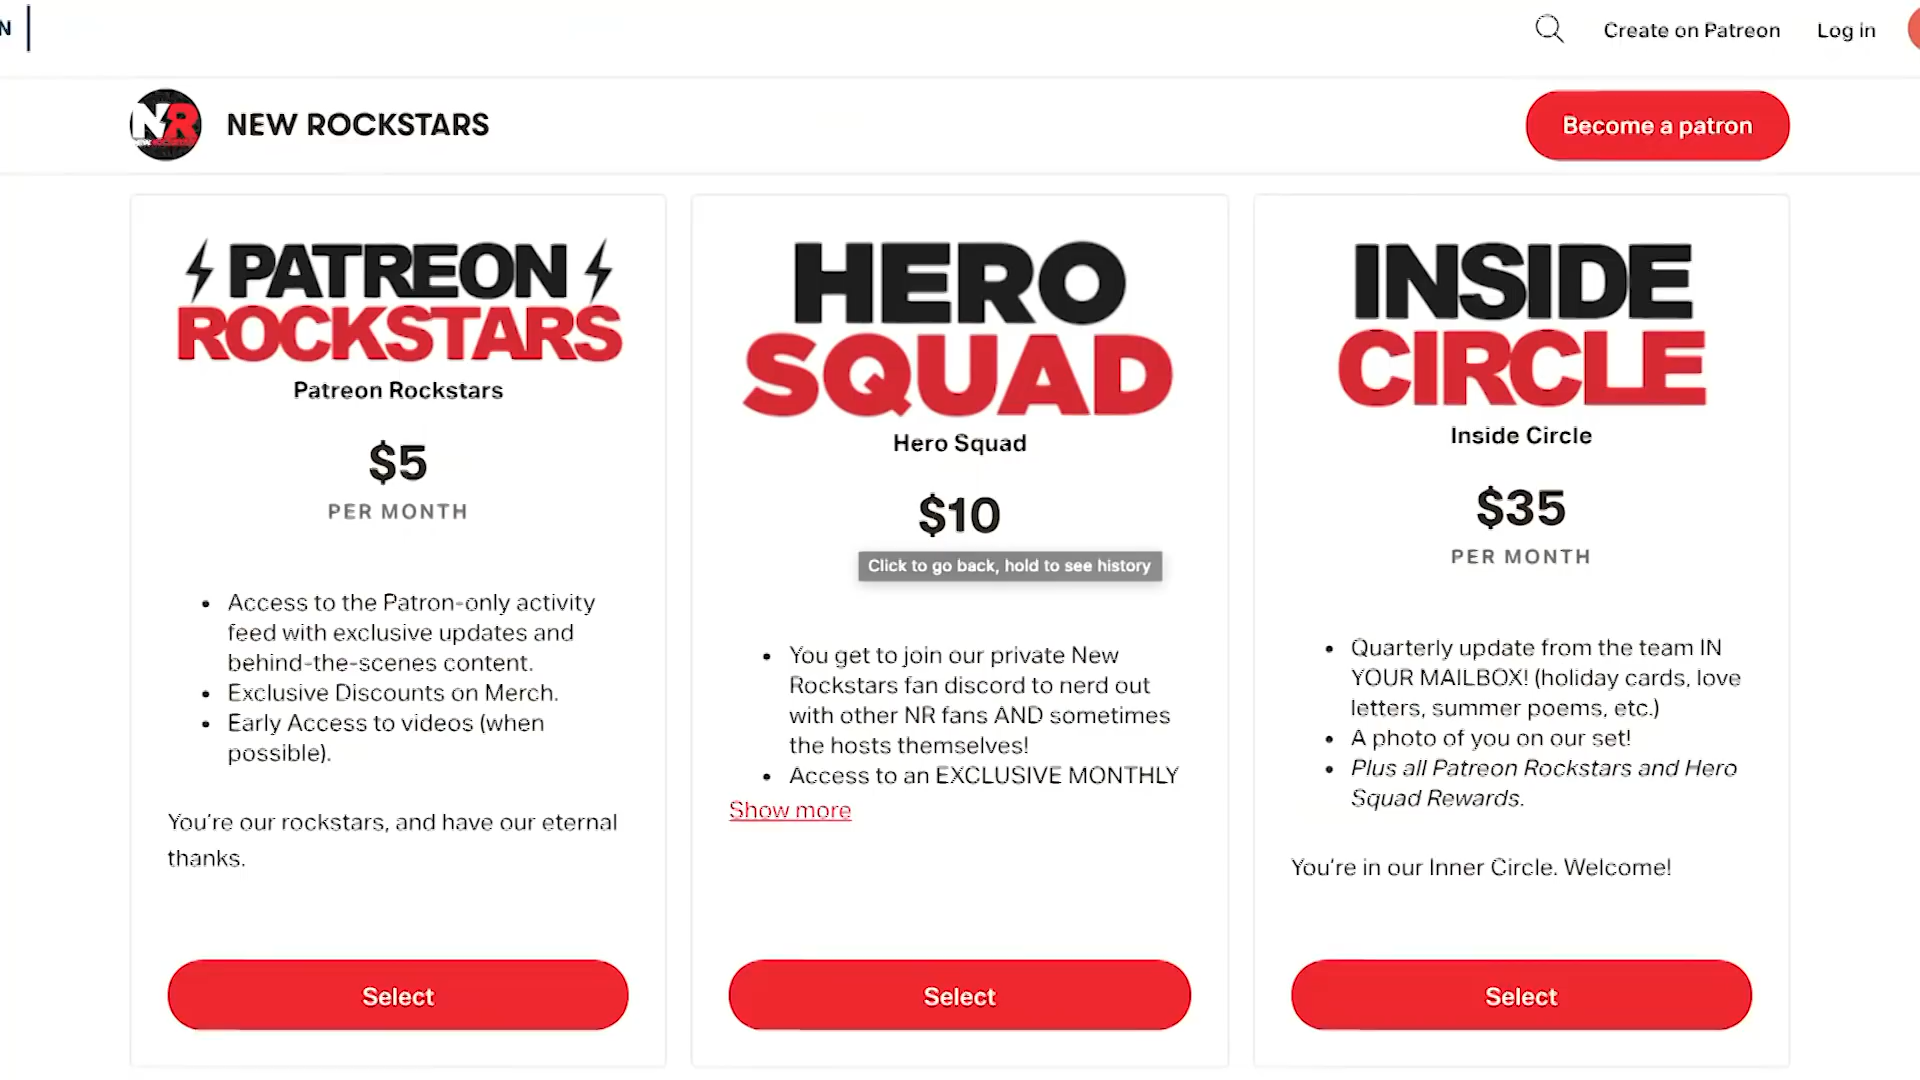 N
Create on Patreon
Log in
NR
NEW ROCKSTARS
Become a patron
PATREON
ROCKSTARS
Patreon Rockstars
$5
PER MONTH
Access to the Patron-only activity
feed with exclusive updates and
behind-the-scenes content.
Exclusive Discounts on Merch.
Early Access to videos (when
possible).
You're our rockstars, and have our eternal
thanks.
Select
HERO
SQUAD
Hero Squad
$10
Click to go back, hold to see history
You get to join our private New
Rockstars fan discord to nerd out
with other NR fans AND sometimes
the hosts themselves!
Access to an EXCLUSIVE MONTHLY
Show more
Select
INSIDE
CIRCLE
Inside Circle
$35
PER MONTH
Quarterly update from the team IN
YOUR MAILBOX! (holiday cards, love
letters, summer poems, etc.)
A photo of you on our set!
Plus all Patreon Rockstars and Hero
Squad Rewards.
You're in our Inner Circle. Welcome!
Select